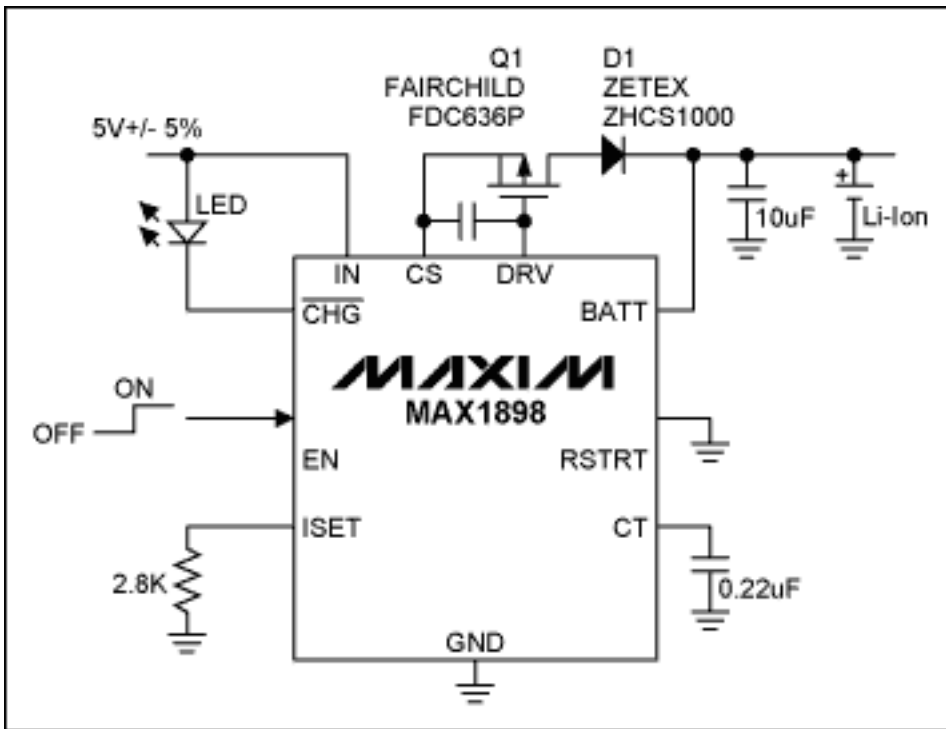 Q1
FAIRCHILD
FDC636P
D1
ZETEX
ZHCS1000
5V+/- 5%
LED
10uF
+
Li-Ion
IN
CS
DRV
CHG
BATT
MAXIM
MAX1898
ON
OFF
EN
RSTRT
ISET
CT
2.8K
0.22uF
GND